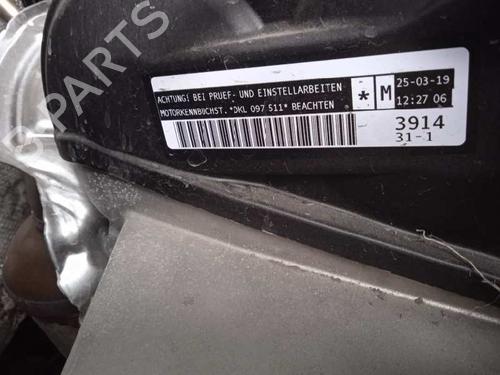 ACHTUNG! BEI PRUEF- UND EINSTELLARBEITEN
MOTORKENNBUCHST. *DKL 097 511* BEACHTEN
* M
25-03-19
12:27 06
3914
31-1
B PARTS